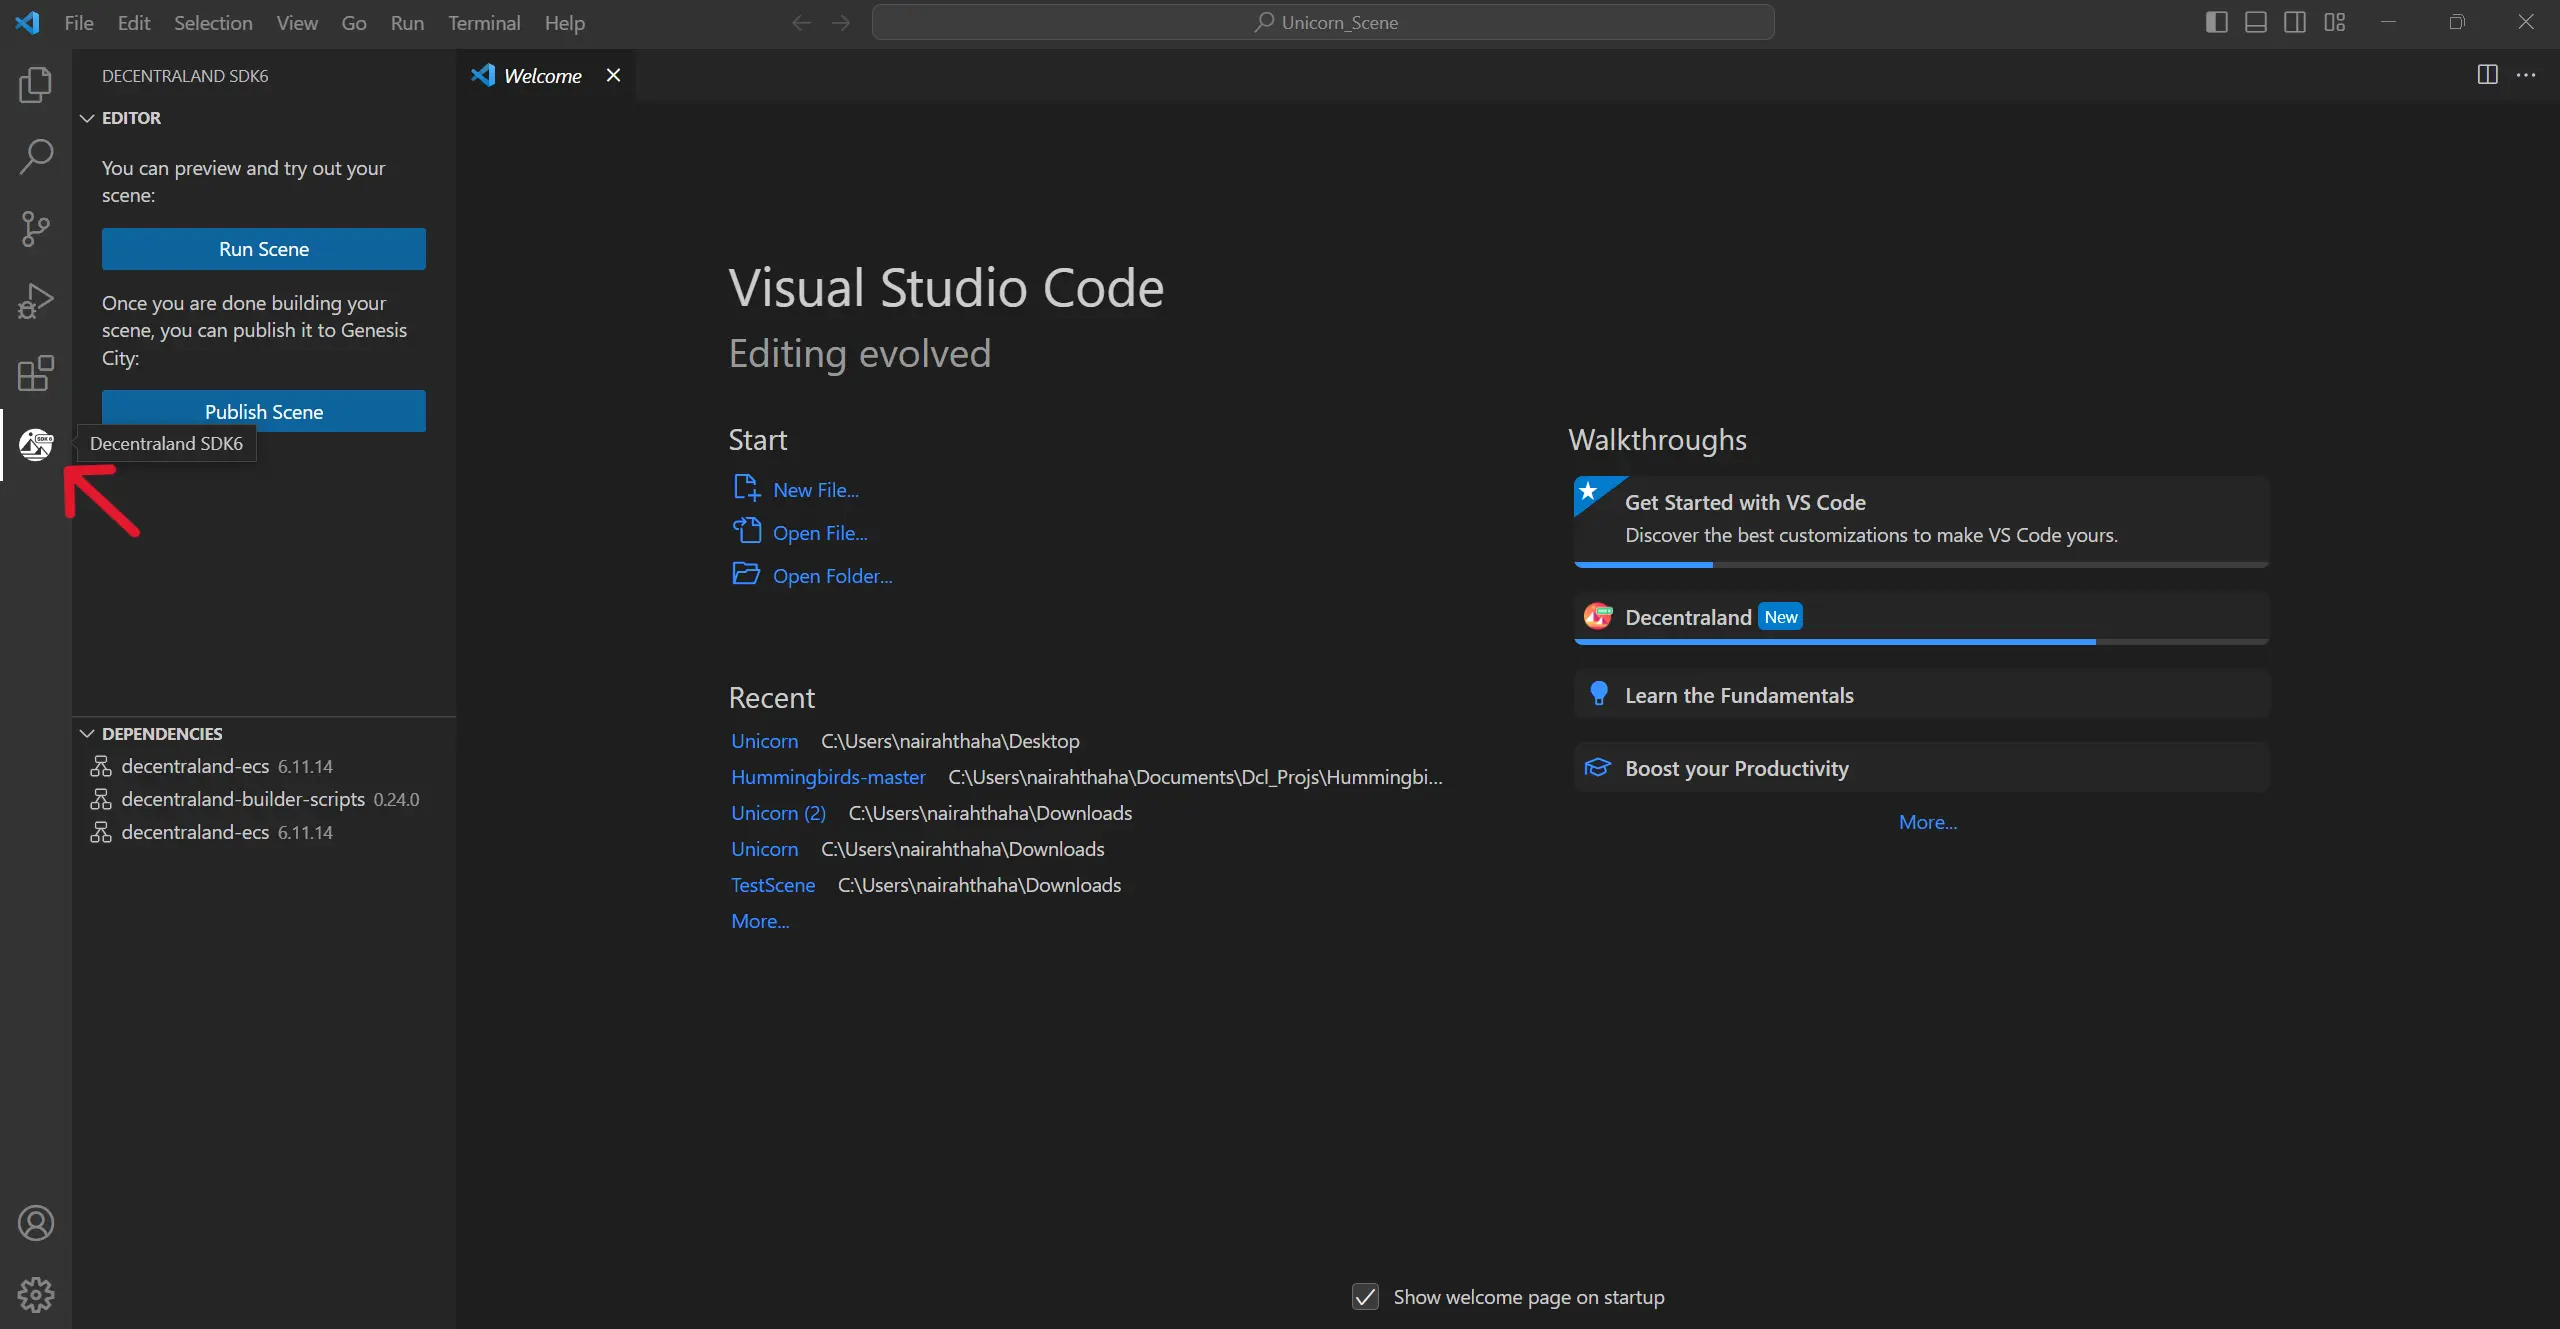 File Edit Selection View Go Run Terminal Help
Unicorn_Scene
DECENTRALAND SDK6
EDITOR
You can preview and try out your
scene:
Run Scene
Once you are done building your
scene, you can publish it to Genesis
City:
Publish Scene
Decentraland SDK6
DEPENDENCIES
decentraland-ecs 6.11.14
decentraland-builder-scripts 0.24.0
decentraland-ecs 6.11.14
Welcome
Visual Studio Code
Editing evolved
Start
New File...
Open File...
Open Folder...
Recent
Unicorn C:\Users\nairahthaha\Desktop
Hummingbirds-master C:\Users\nairahthaha\Documents\Dcl_Projs\Hummingbi...
Unicorn (2) C:\Users\nairahthaha\Downloads
Unicorn C:\Users\nairahthaha\Downloads
TestScene C:\Users\nairahthaha\Downloads
More...
Walkthroughs
Get Started with VS Code
Discover the best customizations to make VS Code yours.
Decentraland New
Learn the Fundamentals
Boost your Productivity
More...
Show welcome page on startup